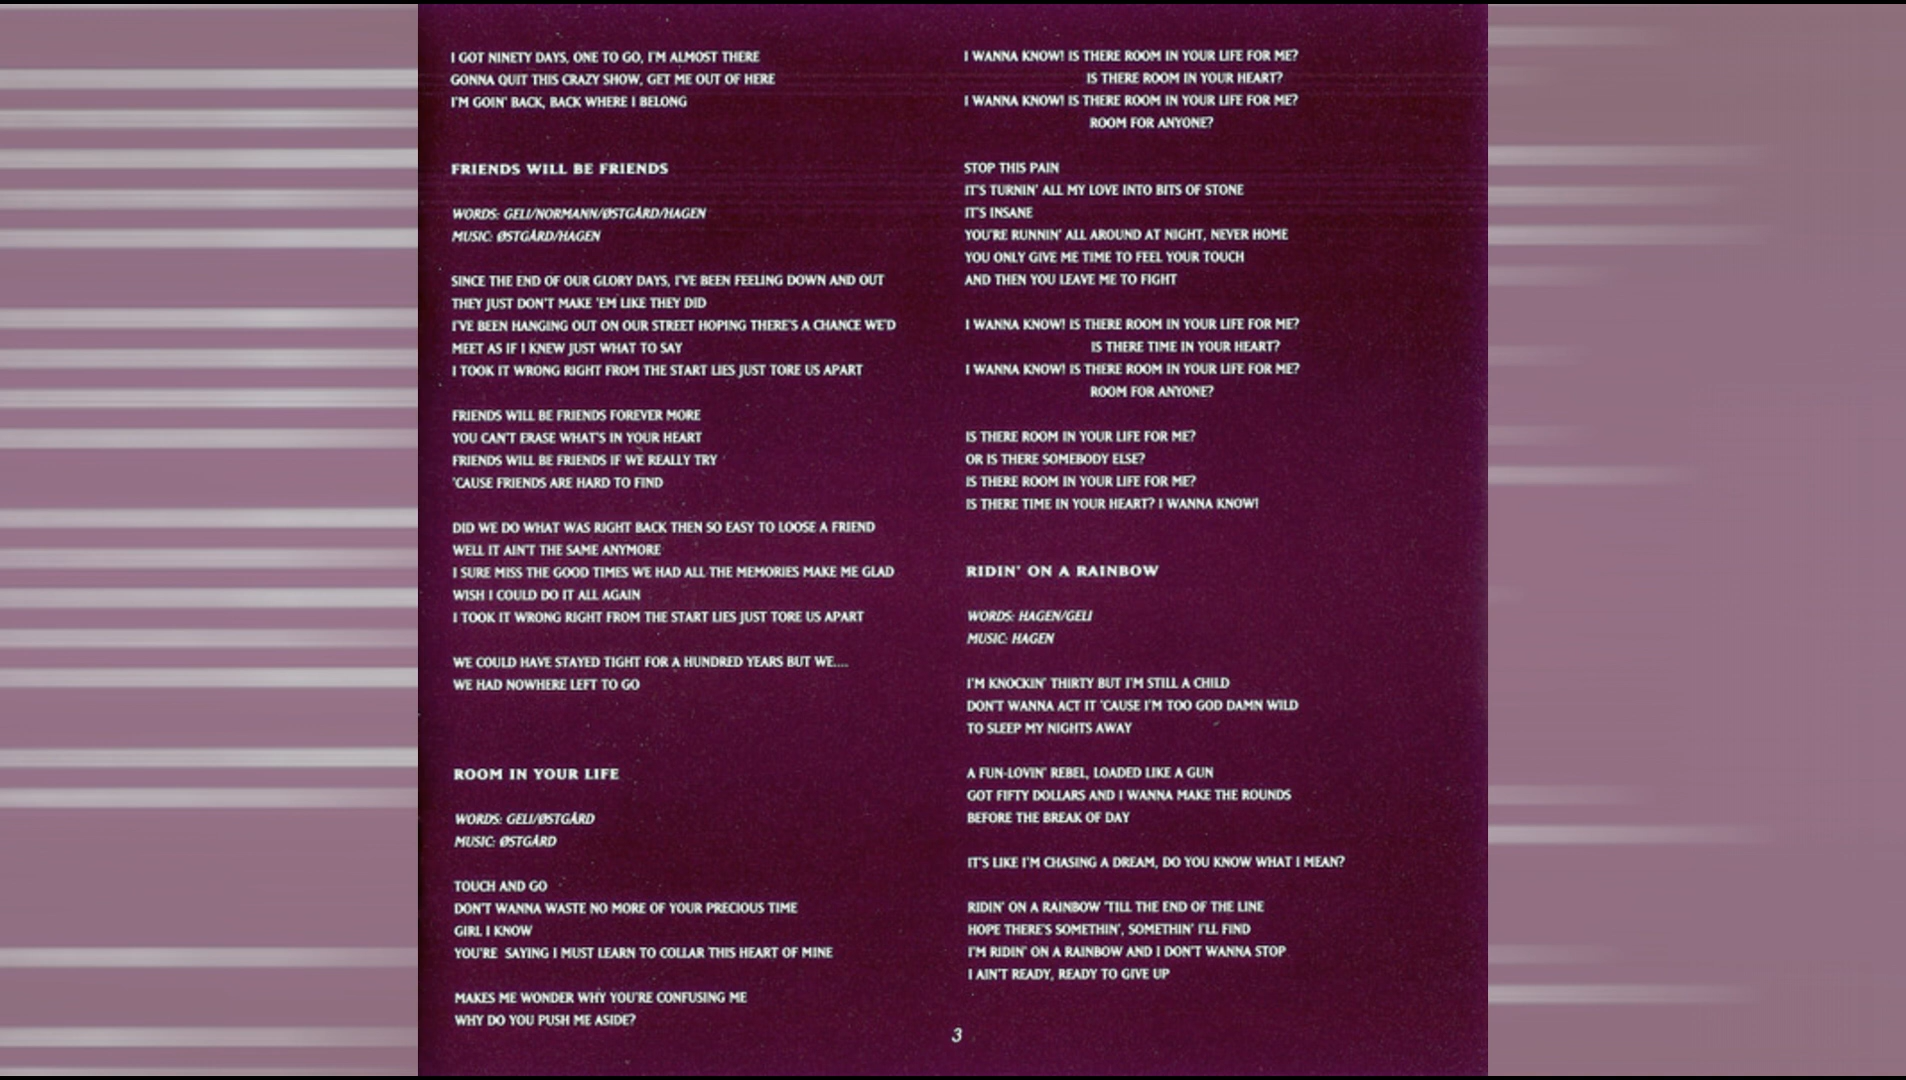 I GOT NINETY DAYS, ONE TO GO, I'M ALMOST THERE
GONNA QUIT THIS CRAZY SHOW, GET ME OUT OF HERE
I'M GOIN' BACK, BACK WHERE I BELONG
FRIENDS WILL BE FRIENDS
WORDS: GELI/NORMANN/ØSTGÅRD/HAGEN
MUSIC: ØSTGÅRD/HAGEN
SINCE THE END OF OUR GLORY DAYS, I'VE BEEN FEELING DOWN AND OUT
THEY JUST DON'T MAKE 'EM LIKE THEY DID
I'VE BEEN HANGING OUT ON OUR STREET HOPING THERE'S A CHANCE WE'D
MEET AS IF I KNEW JUST WHAT TO SAY
I TOOK IT WRONG RIGHT FROM THE START LIES JUST TORE US APART
FRIENDS WILL BE FRIENDS FOREVER MORE
YOU CAN'T ERASE WHAT'S IN YOUR HEART
FRIENDS WILL BE FRIENDS IF WE REALLY TRY
'CAUSE FRIENDS ARE HARD TO FIND
DID WE DO WHAT WAS RIGHT BACK THEN SO EASY TO LOOSE A FRIEND
WELL IT AIN'T THE SAME ANYMORE
I SURE MISS THE GOOD TIMES WE HAD ALL THE MEMORIES MAKE ME GLAD
WISH I COULD DO IT ALL AGAIN
I TOOK IT WRONG RIGHT FROM THE START LIES JUST TORE US APART
WE COULD HAVE STAYED TIGHT FOR A HUNDRED YEARS BUT WE....
WE HAD NOWHERE LEFT TO GO
ROOM IN YOUR LIFE
WORDS: GELI/ØSTGÅRD
MUSIC: ØSTGÅRD
TOUCH AND GO
DON'T WANNA WASTE NO MORE OF YOUR PRECIOUS TIME
GIRL I KNOW
YOU'RE SAYING I MUST LEARN TO COLLAR THIS HEART OF MINE
MAKES ME WONDER WHY YOU'RE CONFUSING ME
WHY DO YOU PUSH ME ASIDE?
I WANNA KNOW! IS THERE ROOM IN YOUR LIFE FOR ME?
IS THERE ROOM IN YOUR HEART?
I WANNA KNOW! IS THERE ROOM IN YOUR LIFE FOR ME?
ROOM FOR ANYONE?
STOP THIS PAIN
IT'S TURNIN' ALL MY LOVE INTO BITS OF STONE
IT'S INSANE
YOU'RE RUNNIN' ALL AROUND AT NIGHT, NEVER HOME
YOU ONLY GIVE ME TIME TO FEEL YOUR TOUCH
AND THEN YOU LEAVE ME TO FIGHT
I WANNA KNOW! IS THERE ROOM IN YOUR LIFE FOR ME?
IS THERE TIME IN YOUR HEART?
I WANNA KNOW! IS THERE ROOM IN YOUR LIFE FOR ME?
ROOM FOR ANYONE?
IS THERE ROOM IN YOUR LIFE FOR ME?
OR IS THERE SOMEBODY ELSE?
IS THERE ROOM IN YOUR LIFE FOR ME?
IS THERE TIME IN YOUR HEART? I WANNA KNOW!
RIDIN' ON A RAINBOW
WORDS: HAGEN/GELI
MUSIC: HAGEN
I'M KNOCKIN' THIRTY BUT I'M STILL A CHILD
DON'T WANNA ACT IT 'CAUSE I'M TOO GOD DAMN WILD
TO SLEEP MY NIGHTS AWAY
A FUN-LOVIN' REBEL, LOADED LIKE A GUN
GOT FIFTY DOLLARS AND I WANNA MAKE THE ROUNDS
BEFORE THE BREAK OF DAY
IT'S LIKE I'M CHASING A DREAM, DO YOU KNOW WHAT I MEAN?
RIDIN' ON A RAINBOW 'TILL THE END OF THE LINE
HOPE THERE'S SOMETHIN', SOMETHIN' I'LL FIND
I'M RIDIN' ON A RAINBOW AND I DON'T WANNA STOP
I AIN'T READY, READY TO GIVE UP
3